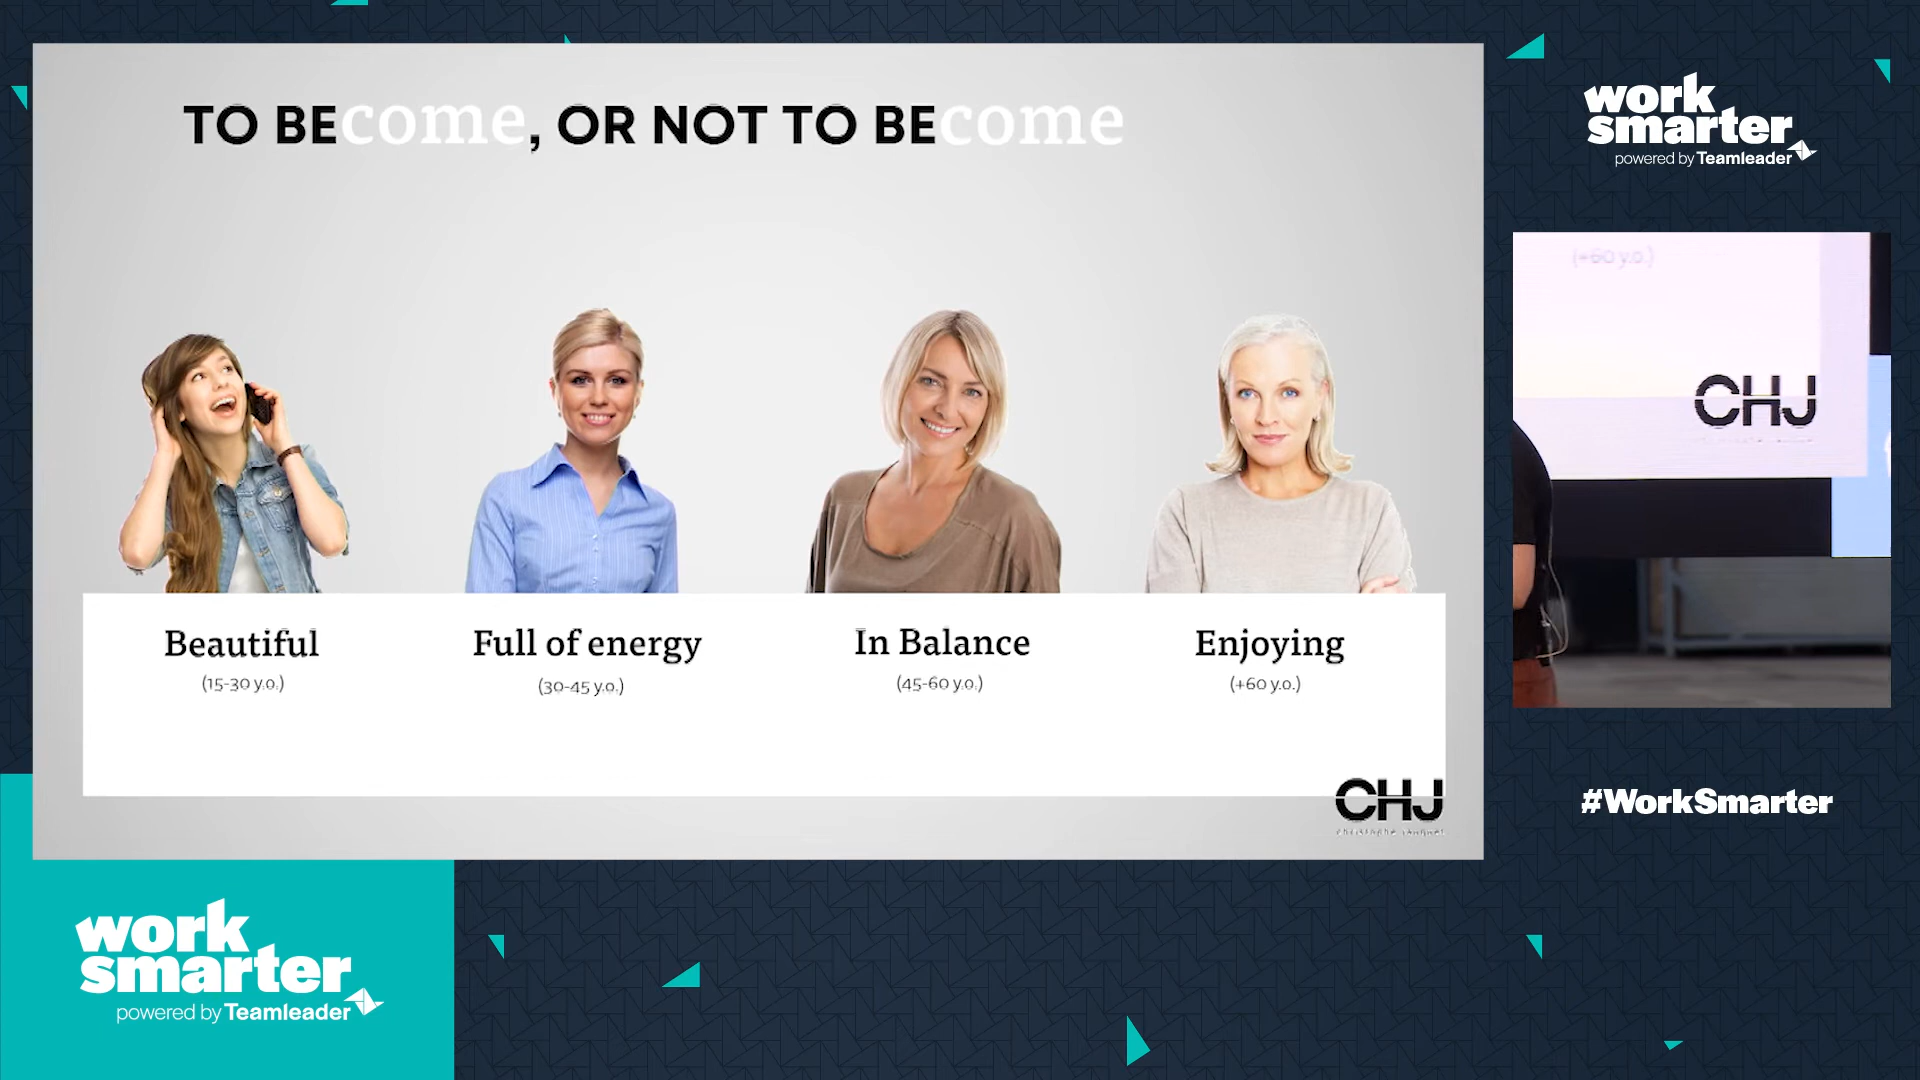 TO BEcome, OR NOT TO BEcome
Beautiful
(15-30 y.o.)
Full of energy
(30-45 y.o.)
In Balance
(45-60 y.o.)
Enjoying
(+60 y.o.)
CHJ
work
smarter
powered by Teamleader
(+60 y.o.)
CHJ
#WorkSmarter
work
smarter
powered by Teamleader